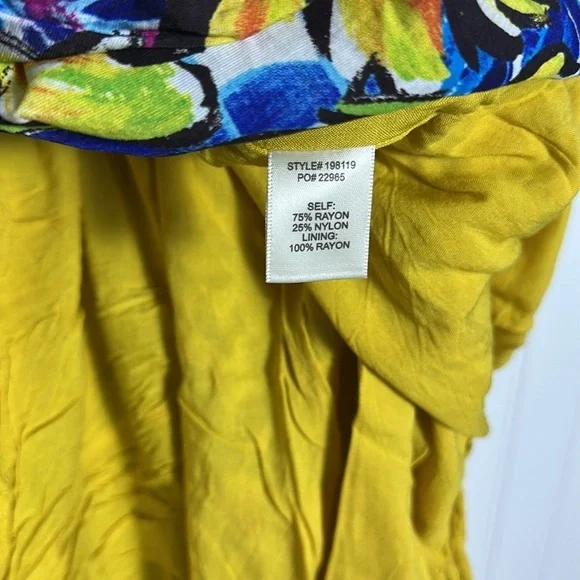 STYLE# 198119
PO# 22965
SELF:
75% RAYON
25% NYLON
LINING:
100% RAYON